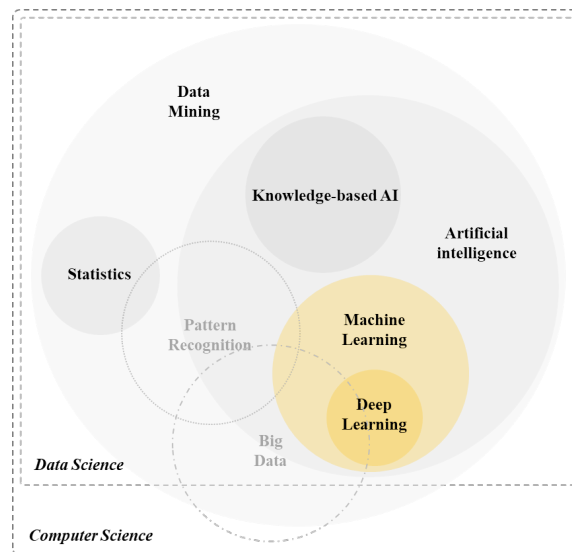 Data
Mining
Knowledge-based AI
Artificial
intelligence
Statistics
Pattern
Recognition
Machine
Learning
Deep
Learning
Big
Data
Data Science
Computer Science